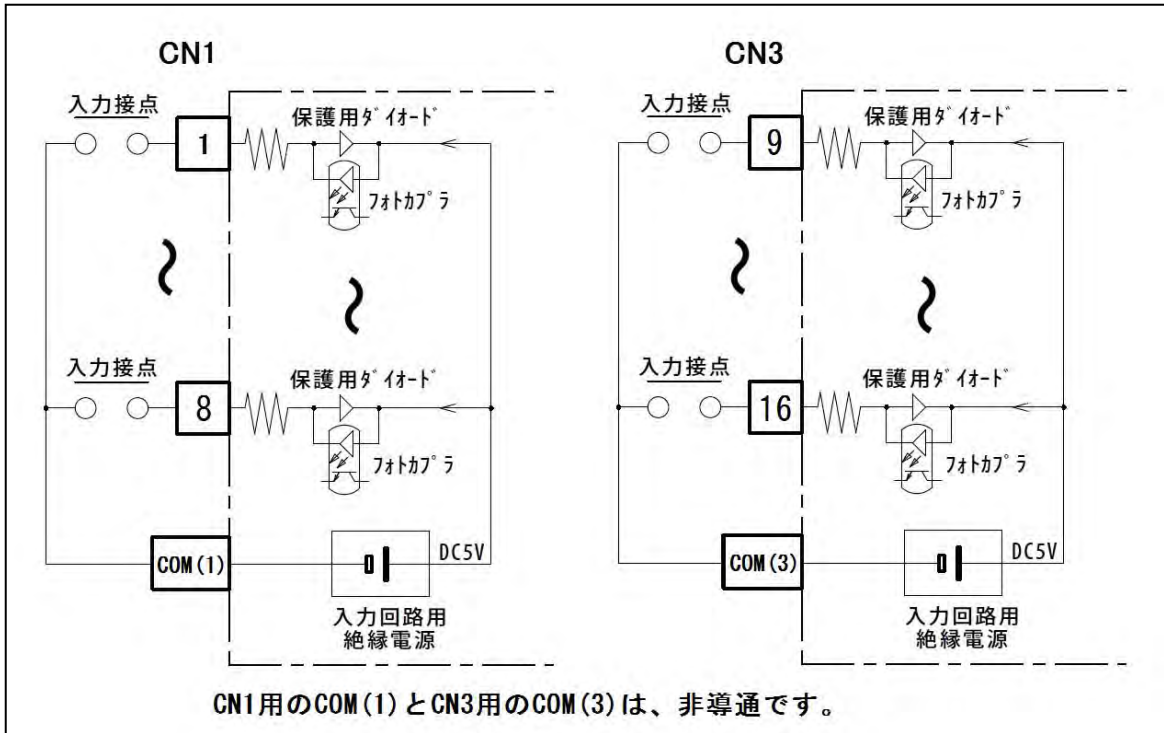 CN1
入力接点
1
保護用ダイオード
フォトカプラ
入力接点
8
保護用ダイオード
フォトカプラ
COM(1)
DC5V
入力回路用
絶縁電源
CN3
入力接点
9
保護用ダイオード
フォトカプラ
入力接点
16
保護用ダイオード
フォトカプラ
COM(3)
DC5V
入力回路用
絶縁電源
CN1用のCOM(1)とCN3用のCOM(3)は、非導通です。